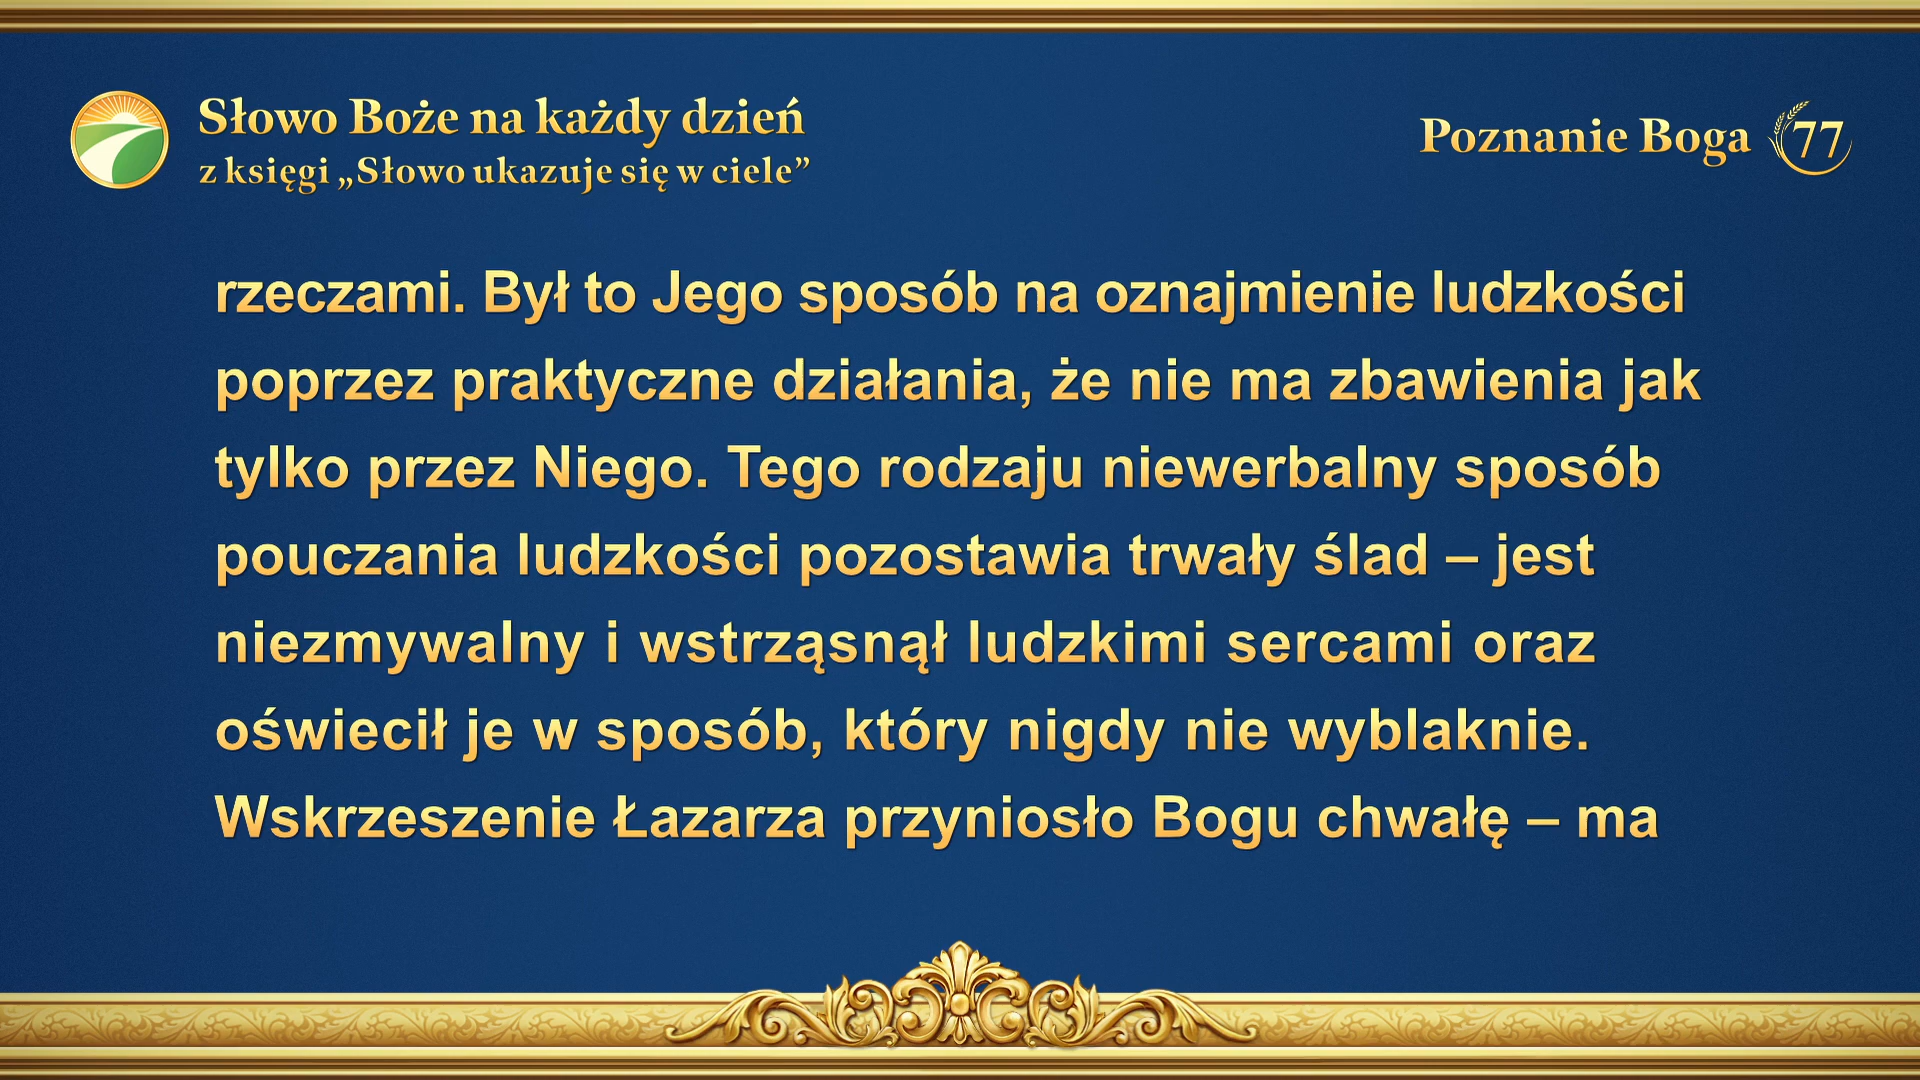 Słowo Boże na każdy dzień
z księgi „Słowo ukazuje się w ciele”
Poznanie Boga 77
rzeczami. Był to Jego sposób na oznajmienie ludzkości
poprzez praktyczne działania, że nie ma zbawienia jak
tylko przez Niego. Tego rodzaju niewerbalny sposób
pouczania ludzkości pozostawia trwały ślad – jest
niezmywalny i wstrząsnął ludzkimi sercami oraz
oświecił je w sposób, który nigdy nie wyblaknie.
Wskrzeszenie Łazarza przyniosło Bogu chwałę – ma